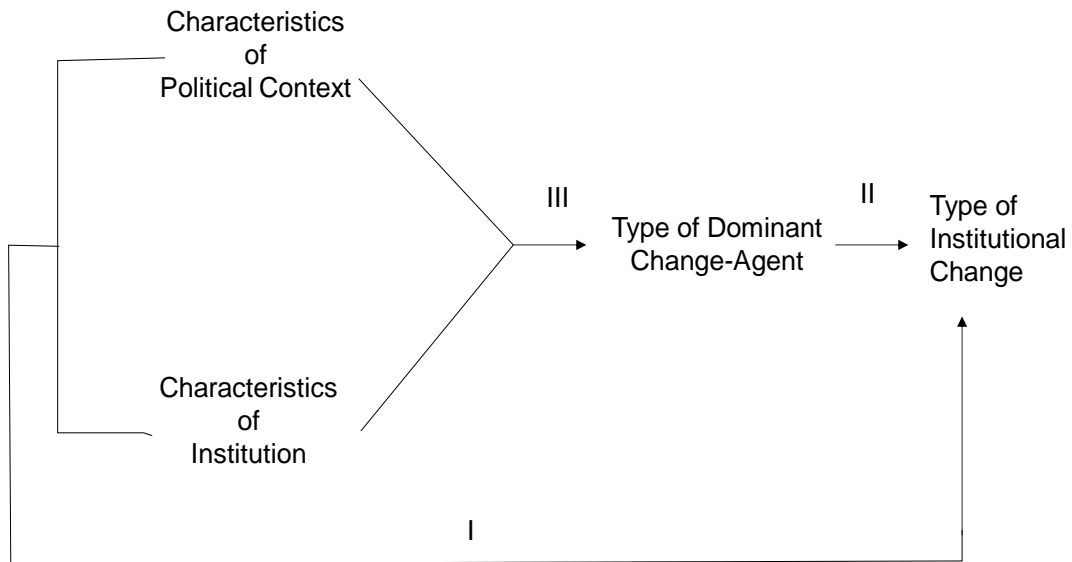 Characteristics
of
Political Context
III
II
Type of Dominant
Change-Agent
Type of
Institutional
Change
Characteristics
of
Institution
I